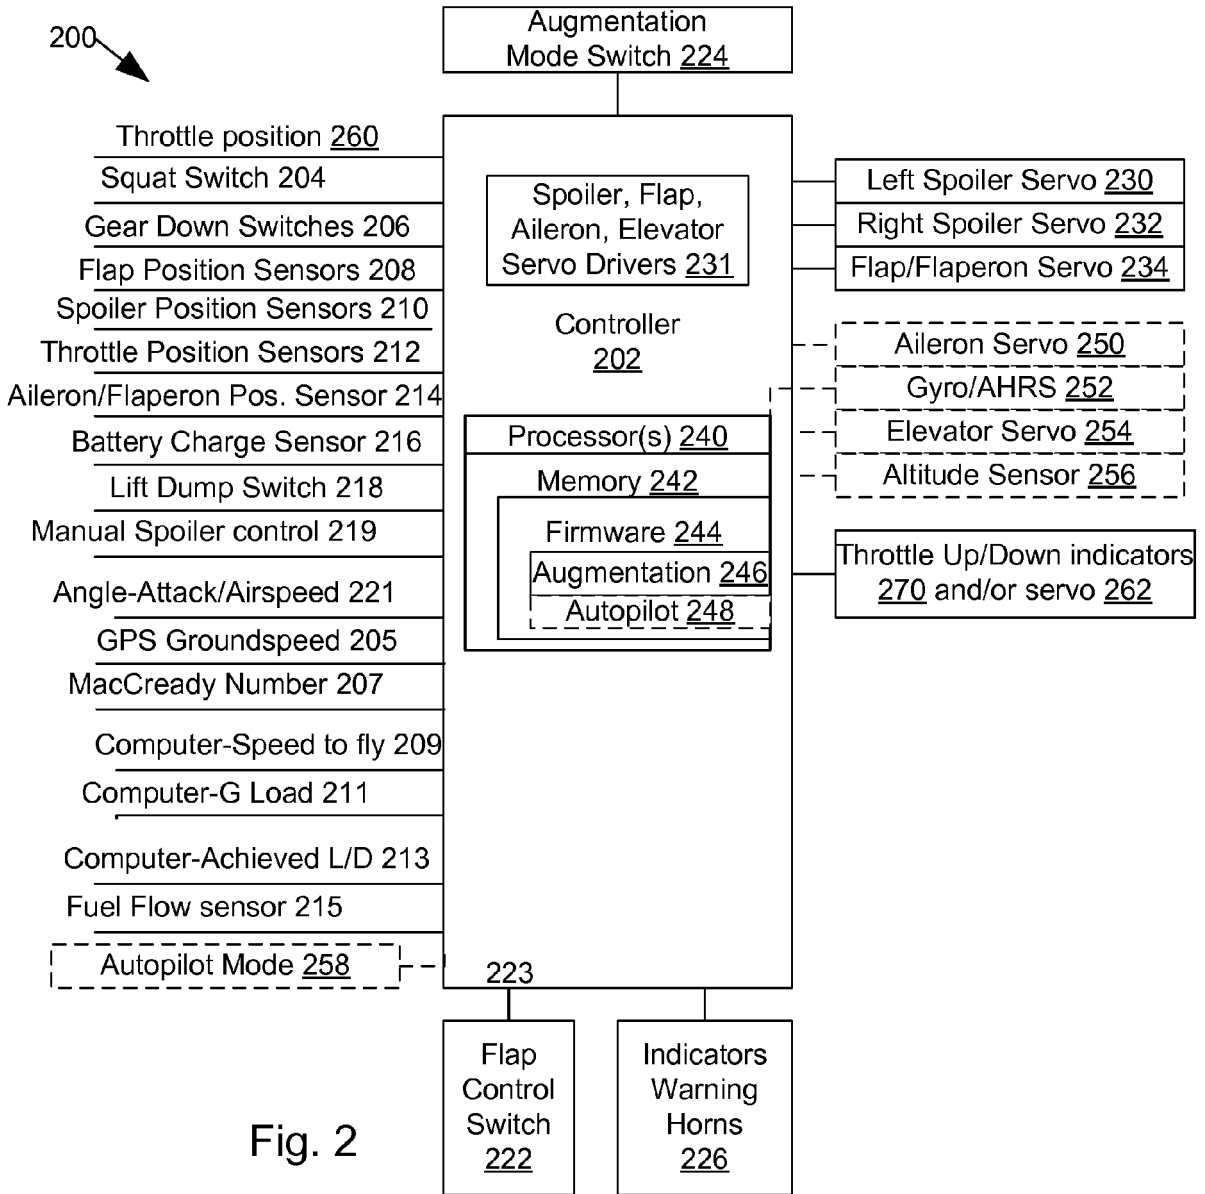 200
Augmentation
Mode Switch 224
Throttle position 260
Squat Switch 204
Gear Down Switches 206
Flap Position Sensors 208
Spoiler Position Sensors 210
Throttle Position Sensors 212
Aileron/Flaperon Pos. Sensor 214
Battery Charge Sensor 216
Lift Dump Switch 218
Manual Spoiler control 219
Angle-Attack/Airspeed 221
GPS Groundspeed 205
MacCready Number 207
Computer-Speed to fly 209
Computer-G Load 211
Computer-Achieved L/D 213
Fuel Flow sensor 215
Autopilot Mode 258
Spoiler, Flap,
Aileron, Elevator
Servo Drivers 231
Controller
202
Processor(s) 240
Memory 242
Firmware 244
Augmentation 246
Autopilot 248
223
Left Spoiler Servo 230
Right Spoiler Servo 232
Flap/Flaperon Servo 234
Aileron Servo 250
Gyro/AHRS 252
Elevator Servo 254
Altitude Sensor 256
Throttle Up/Down indicators
270 and/or servo 262
Flap
Control
Switch
222
Indicators
Warning
Horns
226
Fig. 2